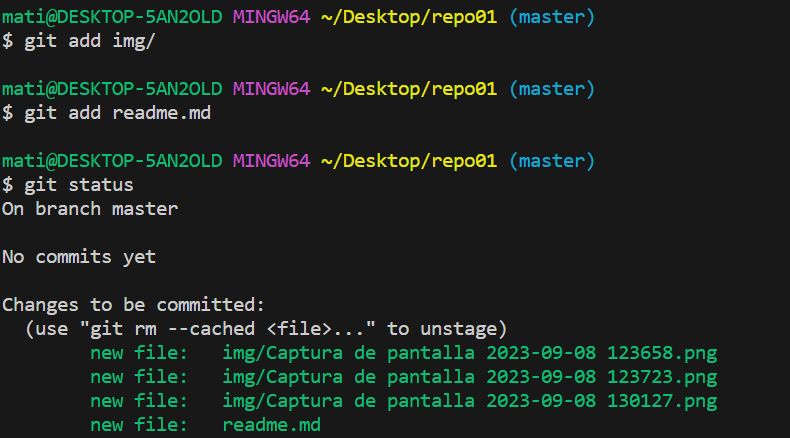 mati@DESKTOP-5AN2OLD MINGW64 ~/Desktop/repo01 (master)
$ git add img/
mati@DESKTOP-5AN2OLD MINGW64 ~/Desktop/repo01 (master)
$ git add readme.md
mati@DESKTOP-5AN2OLD MINGW64 ~/Desktop/repo01 (master)
$ git status
On branch master
No commits yet
Changes to be committed:
(use "git rm --cached <file>..." to unstage)
new file: img/Captura de pantalla 2023-09-08 123658.png
new file: img/Captura de pantalla 2023-09-08 123723.png
new file: img/Captura de pantalla 2023-09-08 130127.png
new file: readme.md